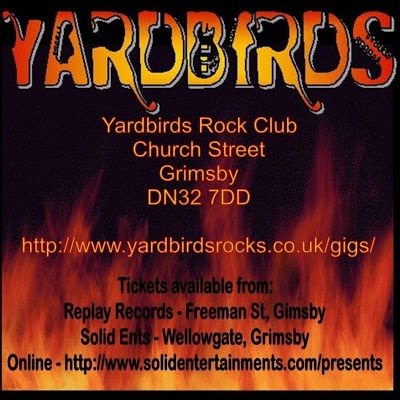 YARDBIRDS
Yardbirds Rock Club
Church Street
Grimsby
DN32 7DD
http://www.yardbirdsrocks.co.uk/gigs/
Tickets available from:
Replay Records - Freeman St, Gimsby
Solid Ents - Wellowgate, Grimsby
Online - http://www.solidentertainments.com/presents